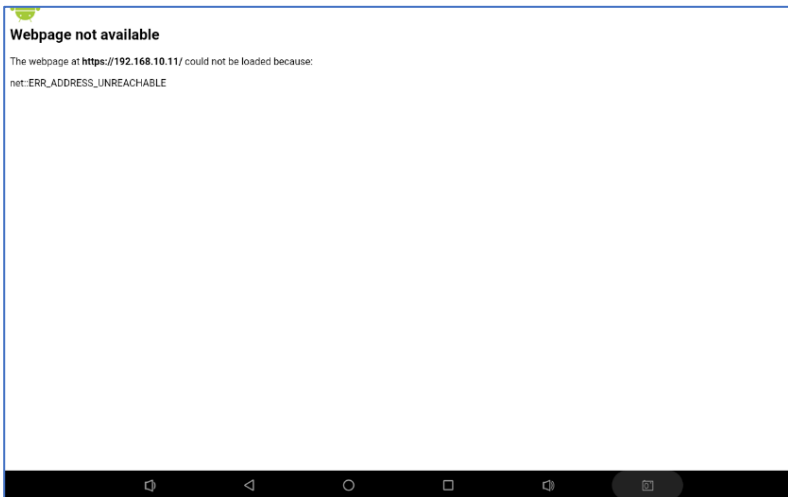 Webpage not available
The webpage at https://192.168.10.11/ could not be loaded because:
net::ERR_ADDRESS_UNREACHABLE